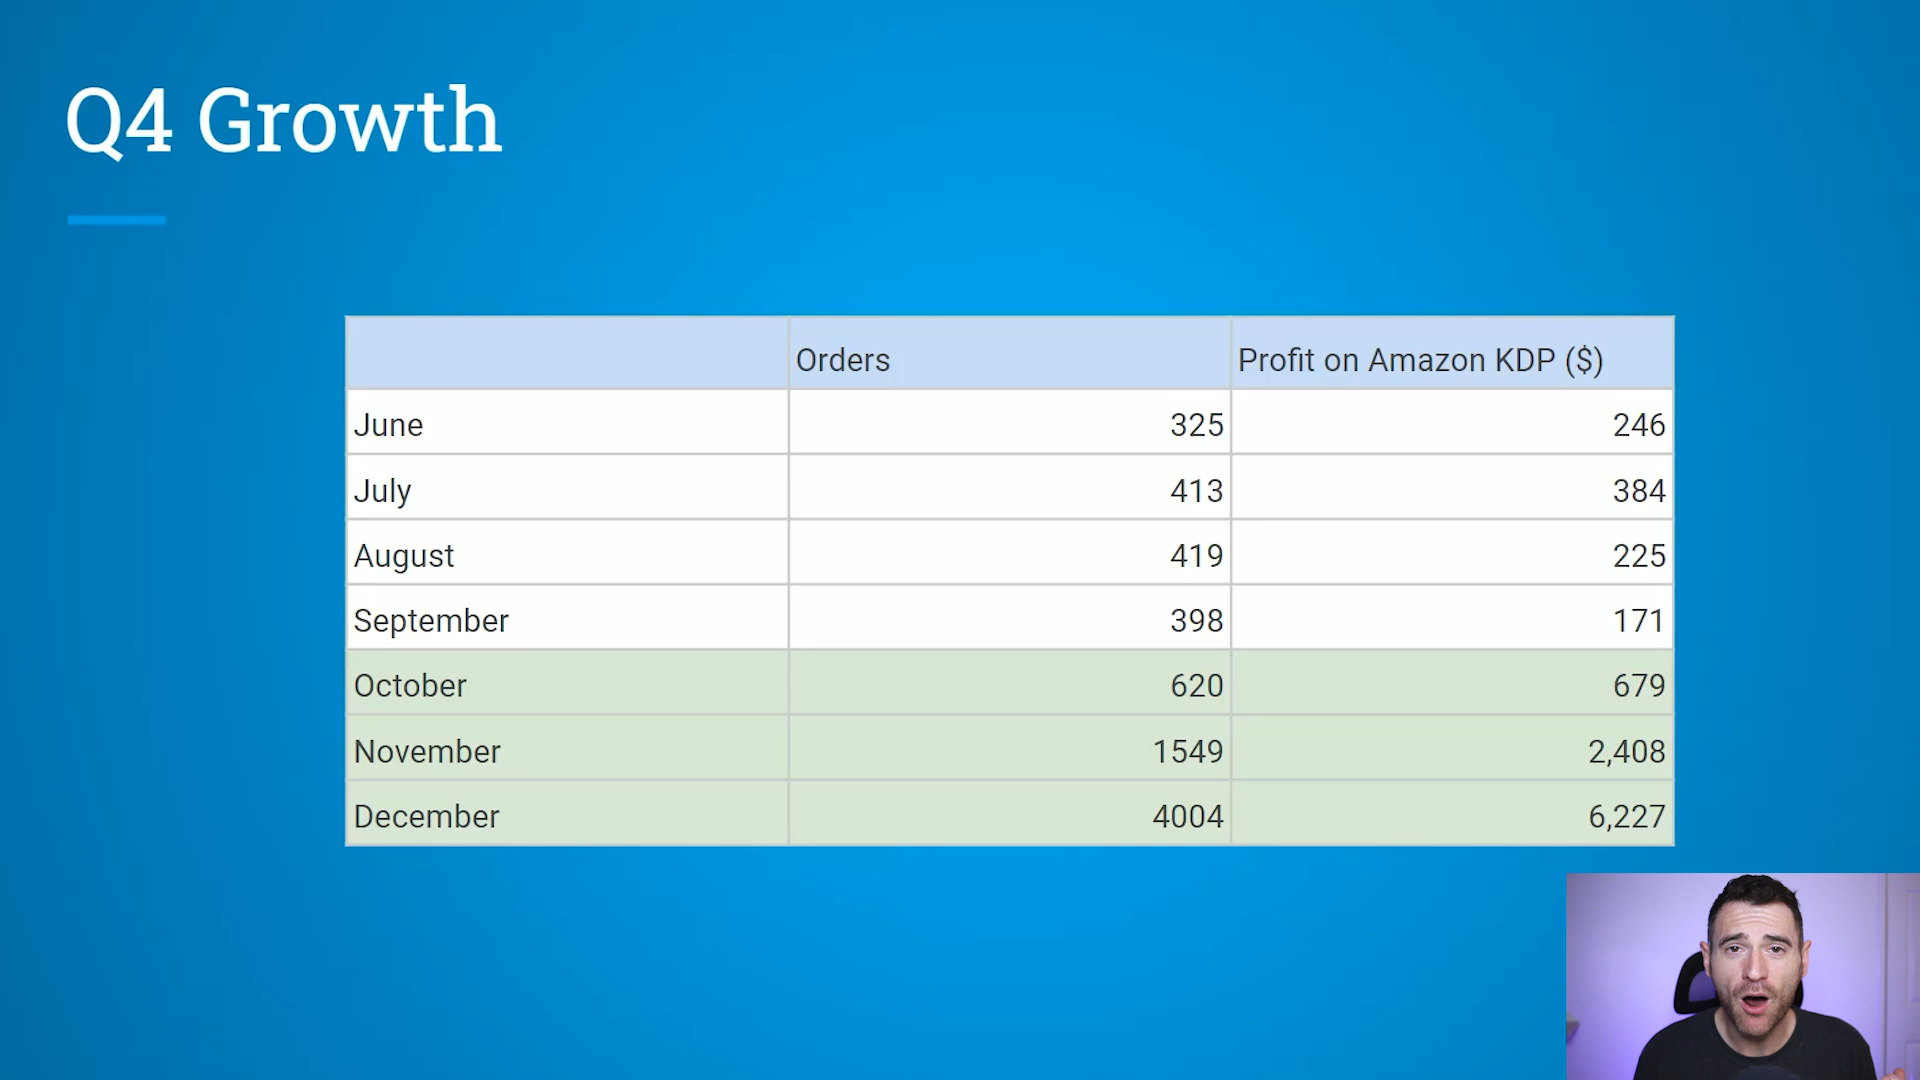 Q4 Growth
Orders Profit on Amazon KDP ($)
June 325 246
July 413 384
August 419 225
September 398 171
October 620 679
November 1549 2,408
December 4004 6,227